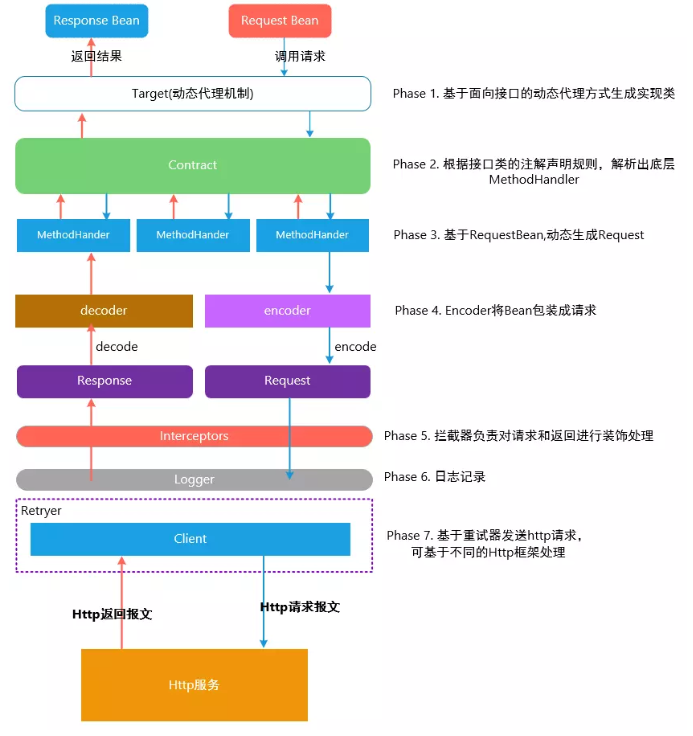 Response Bean
Request Bean
返回结果
调用请求
Target(动态代理机制)
Phase 1. 基于面向接口的动态代理方式生成实现类
Contract
Phase 2. 根据接口类的注解声明规则，解析出底层
MethodHandler
MethodHander
MethodHander
MethodHander
Phase 3. 基于RequestBean,动态生成Request
decoder
encoder
Phase 4. Encoder将Bean包装成请求
decode
encode
Response
Request
Interceptors
Phase 5. 拦截器负责对请求和返回进行装饰处理
Logger
Phase 6. 日志记录
Retryer
Client
Phase 7. 基于重试器发送http请求，
可基于不同的Http框架处理
Http返回报文
Http请求报文
Http服务